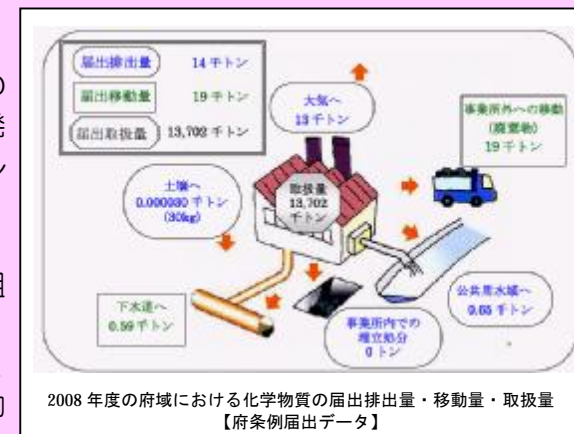 届出排出量 14 千トン
届出移動量 19 千トン
届出取扱量 13,702 千トン
大気へ
13 千トン
事業所外への移動
(廃棄物)
19 千トン
土壌へ
0.000030 千トン
(30kg)
取扱量
13,702
千トン
下水道へ
0.59 千トン
事業所内での
埋立処分
0 トン
公共用水域へ
0.65 千トン
2008 年度の府域における化学物質の届出排出量・移動量・取扱量
【府条例届出データ】
の
発